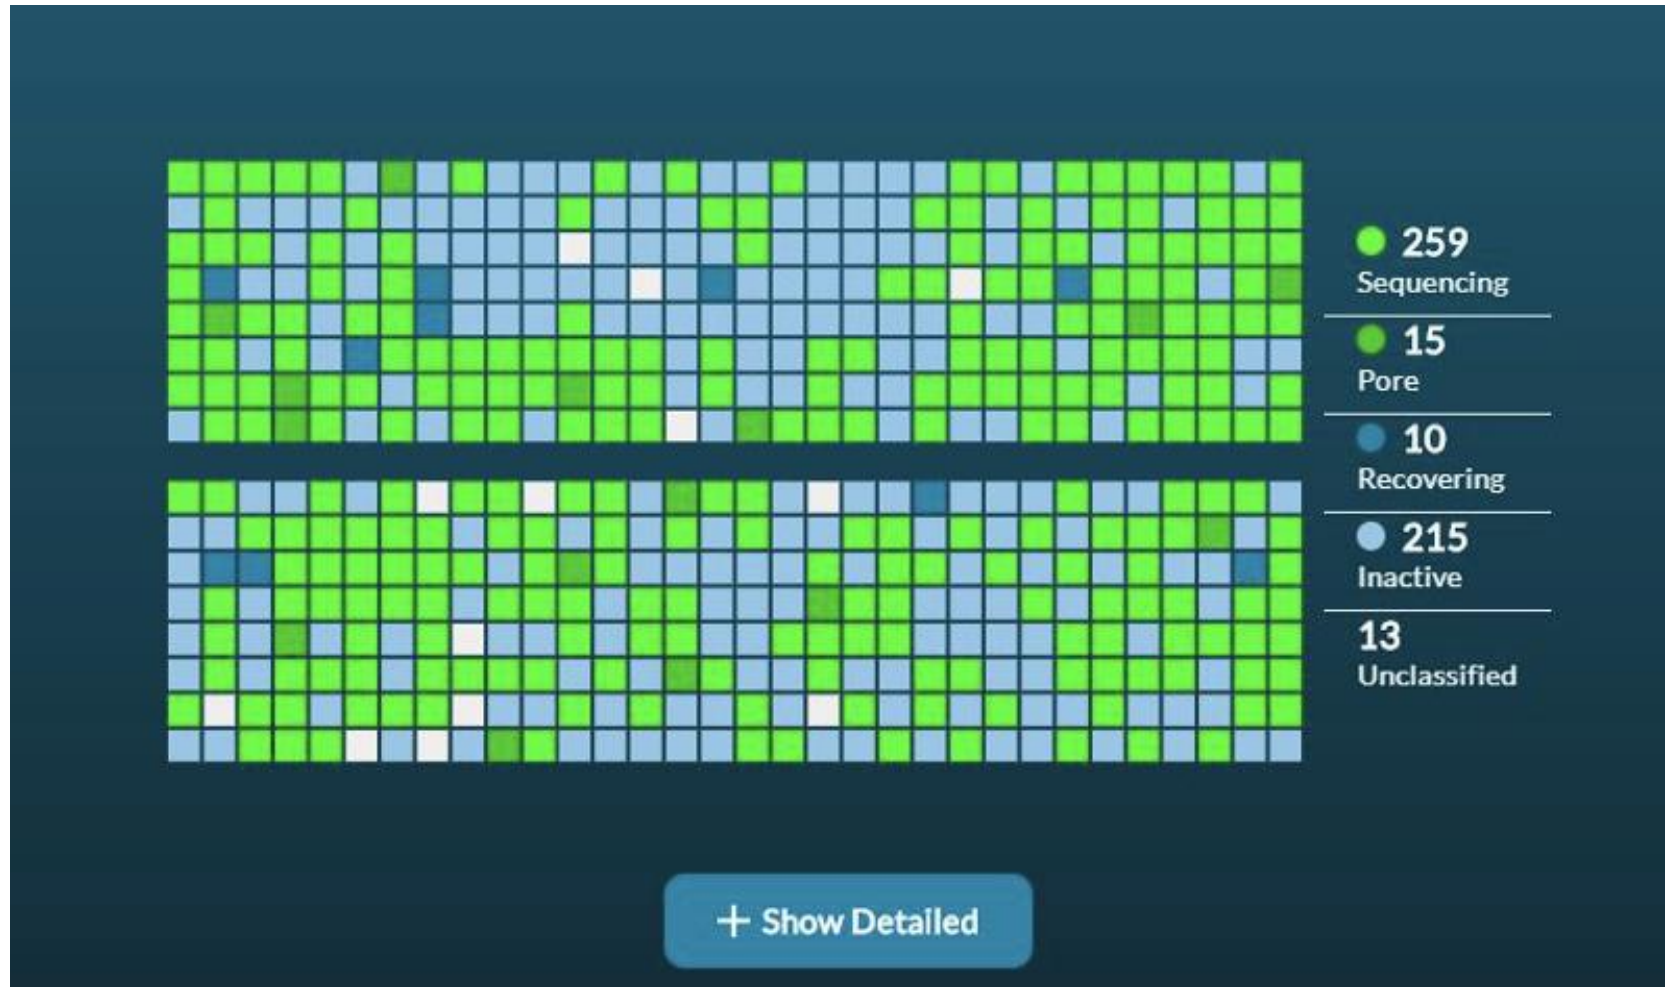 259
Sequencing
15
Pore
10
Recovering
215
Inactive
13
Unclassified
+ Show Detailed